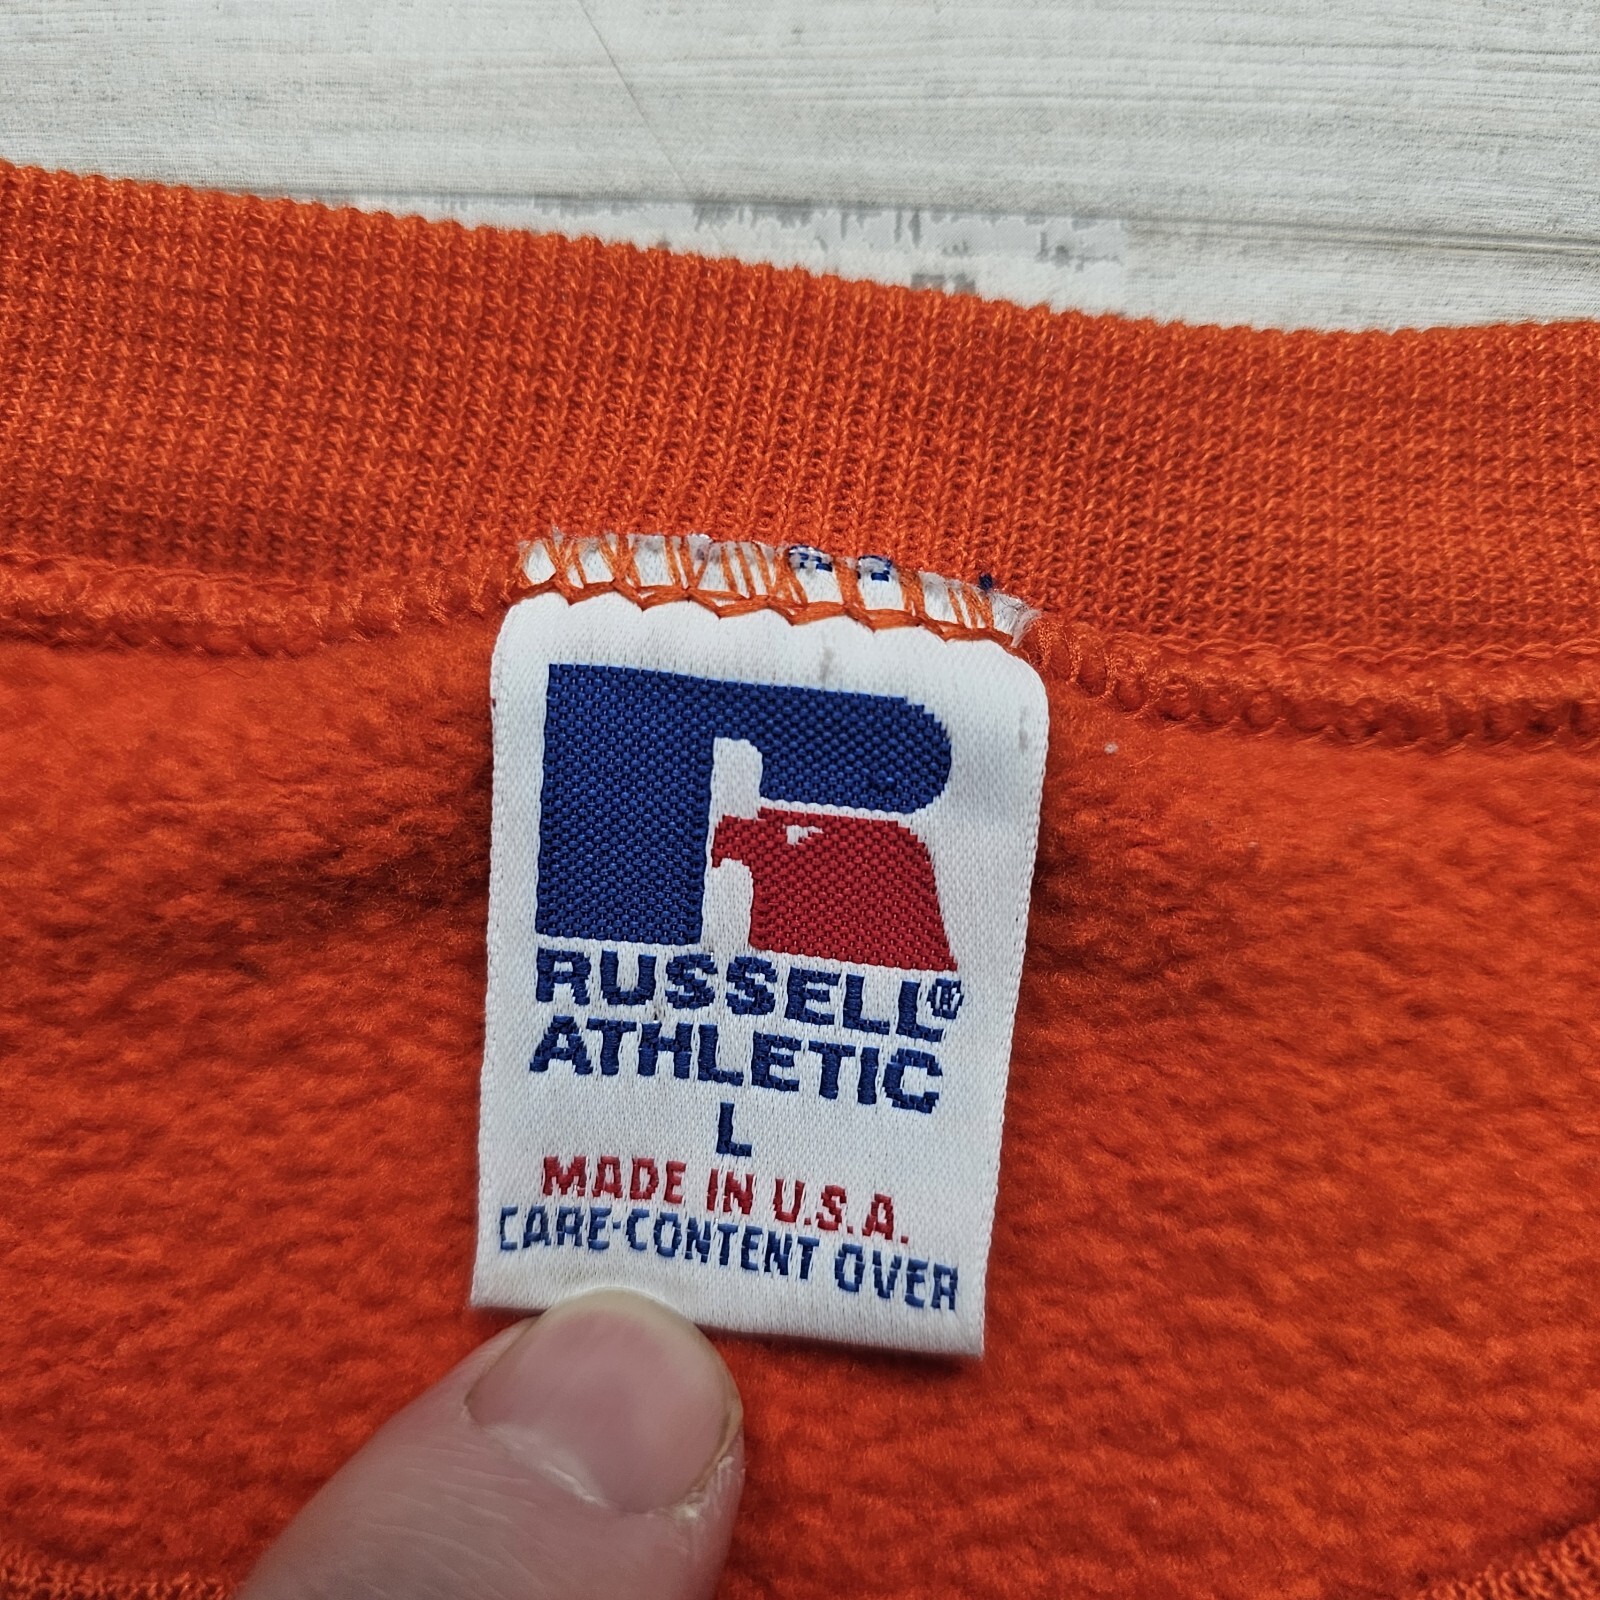 RUSSELL®
ATHLETIC
L
MADE IN U.S.A.
CARE-CONTENT OVER